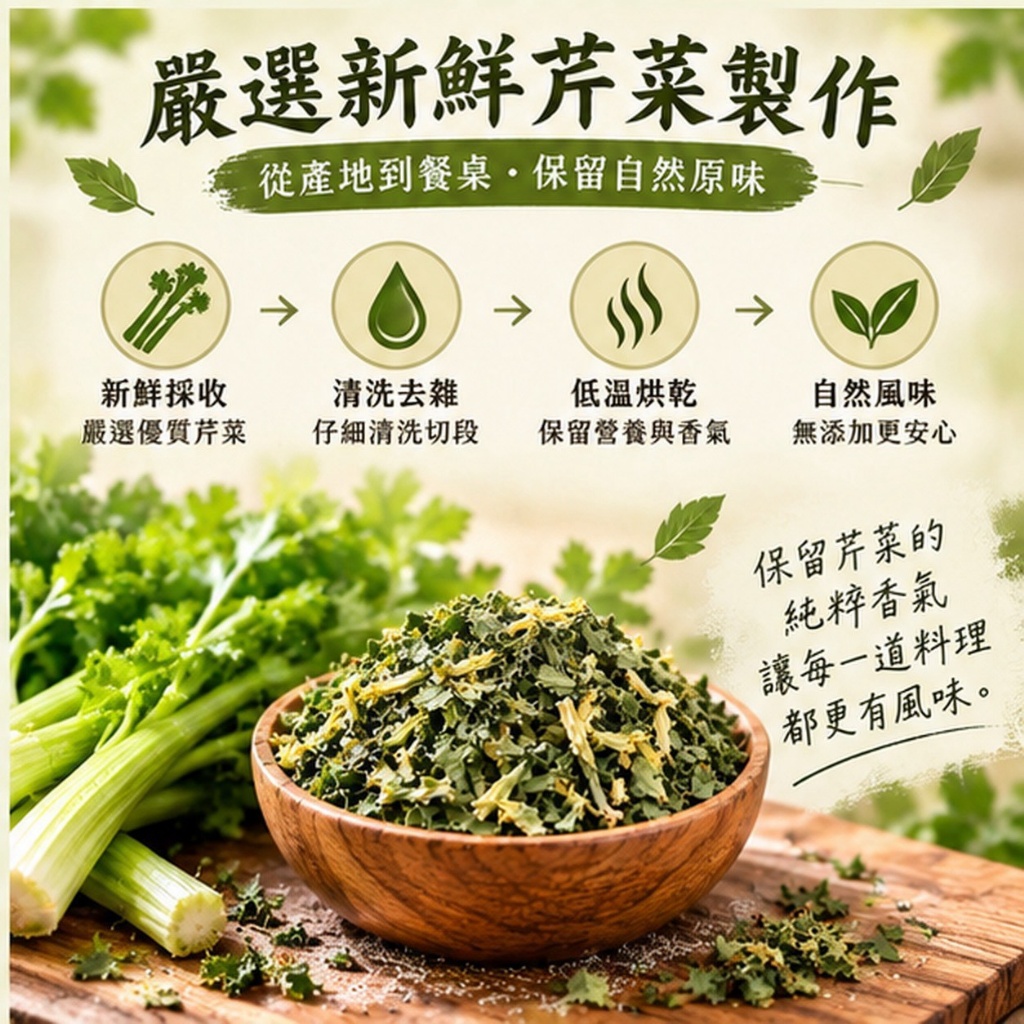 嚴選新鮮芹菜製作
從產地到餐桌・保留自然原味
新鮮採收
嚴選優質芹菜
清洗去雜
仔細清洗切段
低溫烘乾
保留營養與香氣
自然風味
無添加更安心
保留芹菜的
純粹香氣
讓每一道料理
都更有風味。